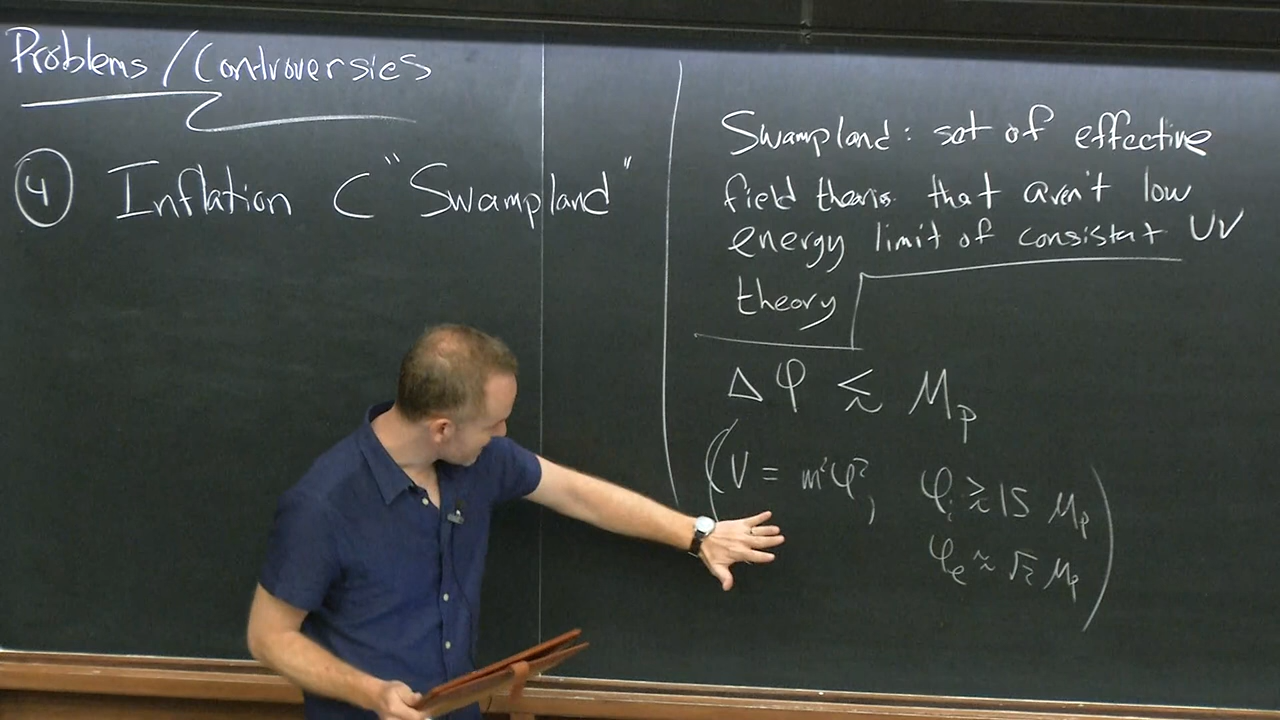 Problems/Controversies
4 Inflation ⊂ "Swampland"
Swampland: set of effective
field theories that aren't low
energy limit of consistent UV
theory
Δφ ≲ Mp
(V = m²φ², φi ≳ 15 Mp
φe ≈ √2 Mp)